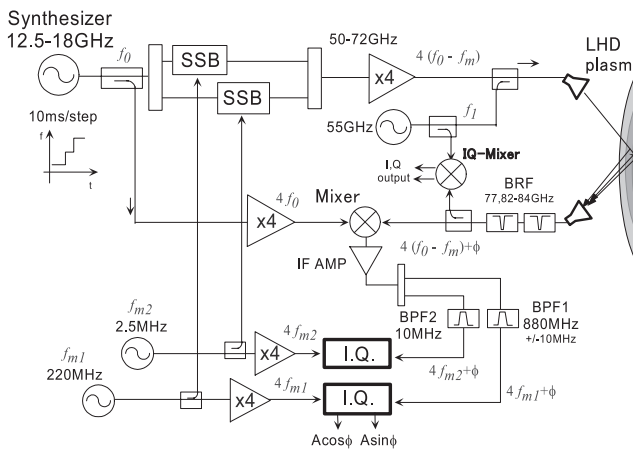 Synthesizer
12.5-18GHz
f0
SSB
SSB
50-72GHz
x4
4 (f0 - fm)
LHD
plasma
10ms/step
f
t
55GHz
f1
IQ-Mixer
I,Q
output
BRF
77,82-84GHz
x4
4 f0
Mixer
4 (f0 - fm)+ϕ
IF AMP
fm2
2.5MHz
x4
4 fm2
I.Q.
BPF2
10MHz
BPF1
880MHz
+/-10MHz
4 fm2+ϕ
fm1
220MHz
x4
4 fm1
I.Q.
4 fm1+ϕ
Acosϕ
Asinϕ